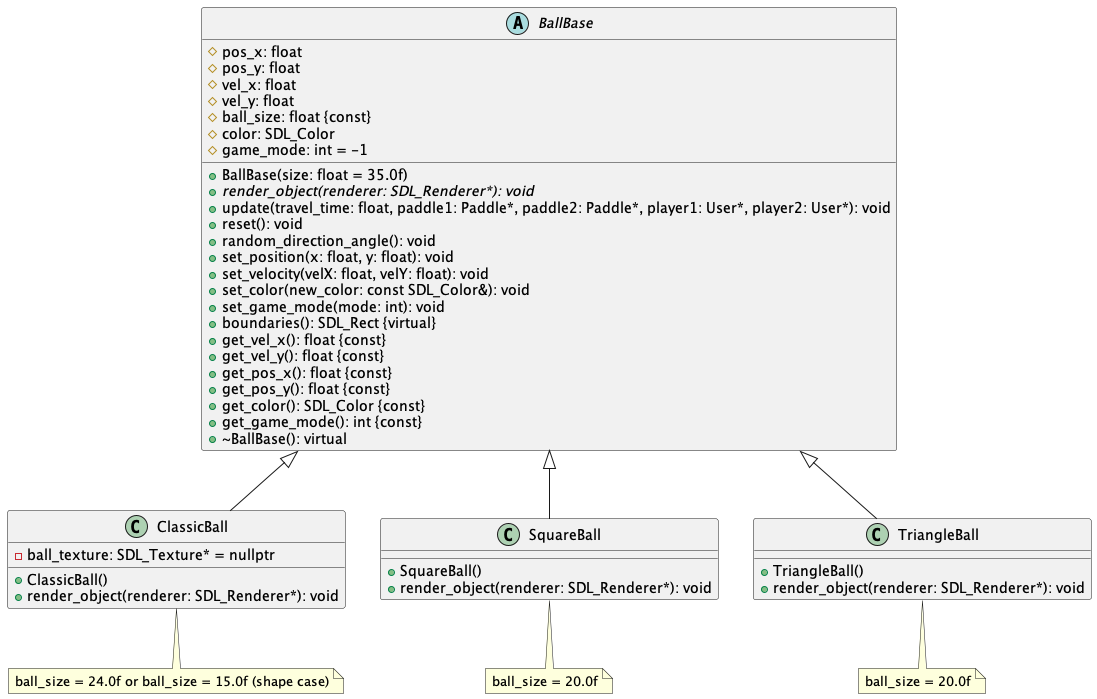 A BallBase
pos_x: float
pos_y: float
vel_x: float
vel_y: float
ball_size: float {const}
color: SDL_Color
game_mode: int = -1
BallBase(size: float = 35.0f)
render_object(renderer: SDL_Renderer*): void
update(travel_time: float, paddle1: Paddle*, paddle2: Paddle*, player1: User*, player2: User*): void
reset(): void
random_direction_angle(): void
set_position(x: float, y: float): void
set_velocity(velX: float, velY: float): void
set_color(new_color: const SDL_Color&): void
set_game_mode(mode: int): void
boundaries(): SDL_Rect {virtual}
get_vel_x(): float {const}
get_vel_y(): float {const}
get_pos_x(): float {const}
get_pos_y(): float {const}
get_color(): SDL_Color {const}
get_game_mode(): int {const}
~BallBase(): virtual
C ClassicBall
ball_texture: SDL_Texture* = nullptr
ClassicBall()
render_object(renderer: SDL_Renderer*): void
C SquareBall
SquareBall()
render_object(renderer: SDL_Renderer*): void
C TriangleBall
TriangleBall()
render_object(renderer: SDL_Renderer*): void
ball_size = 24.0f or ball_size = 15.0f (shape case)
ball_size = 20.0f
ball_size = 20.0f